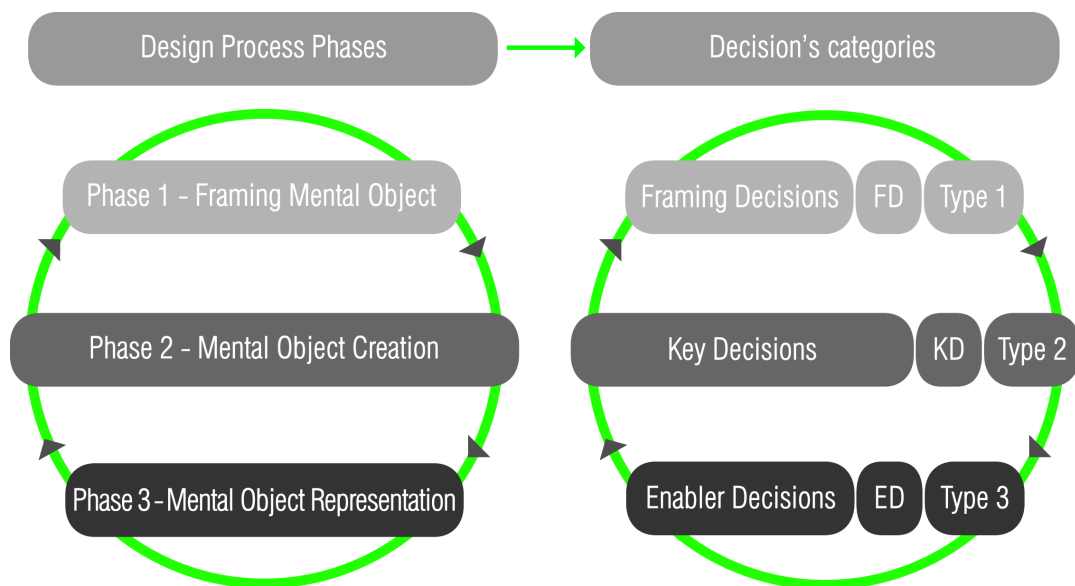 Design Process Phases
Decision's categories
Phase 1 - Framing Mental Object
Framing Decisions FD Type 1
Phase 2 - Mental Object Creation
Key Decisions KD Type 2
Phase 3 - Mental Object Representation
Enabler Decisions ED Type 3